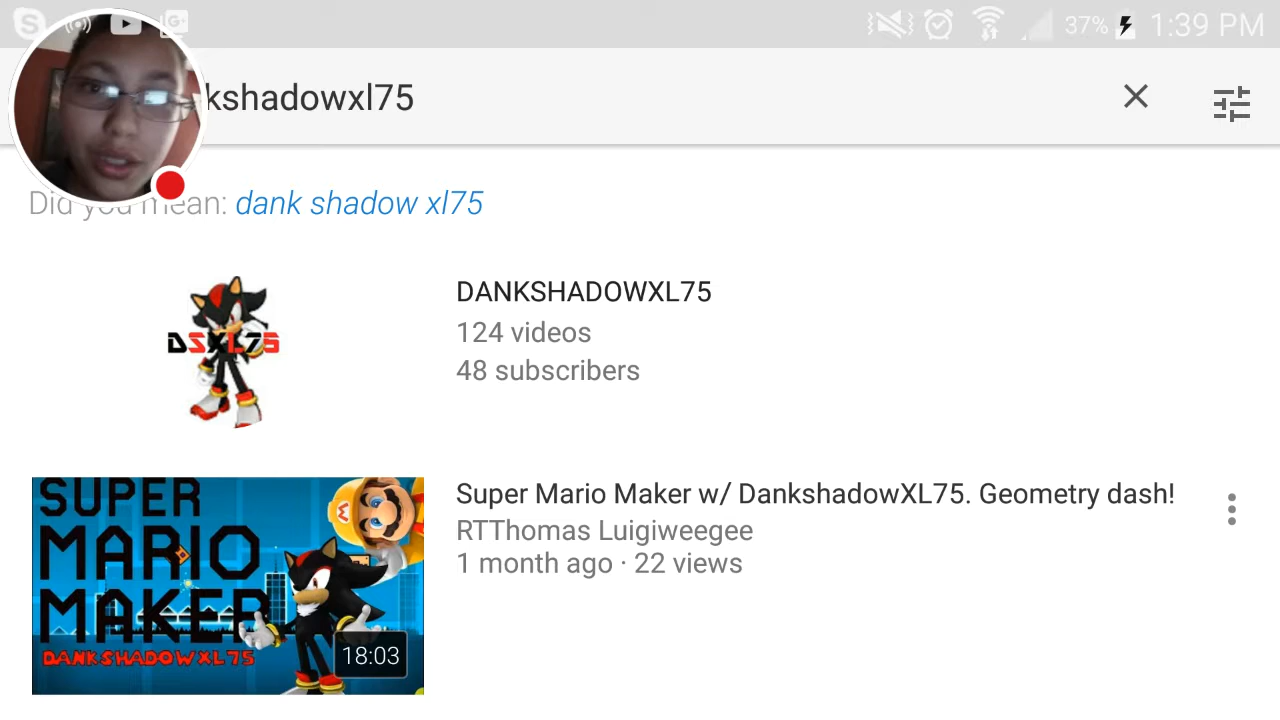 37% 1:39 PM
kshadowxl75
Did you mean: dank shadow xl75
DANKSHADOWXL75
DSXL75
124 videos
48 subscribers
SUPER
MARIO
MAKER
DANKSHADOWXL75
18:03
Super Mario Maker w/ DankshadowXL75. Geometry dash!
RTThomas Luigiweegee
1 month ago · 22 views